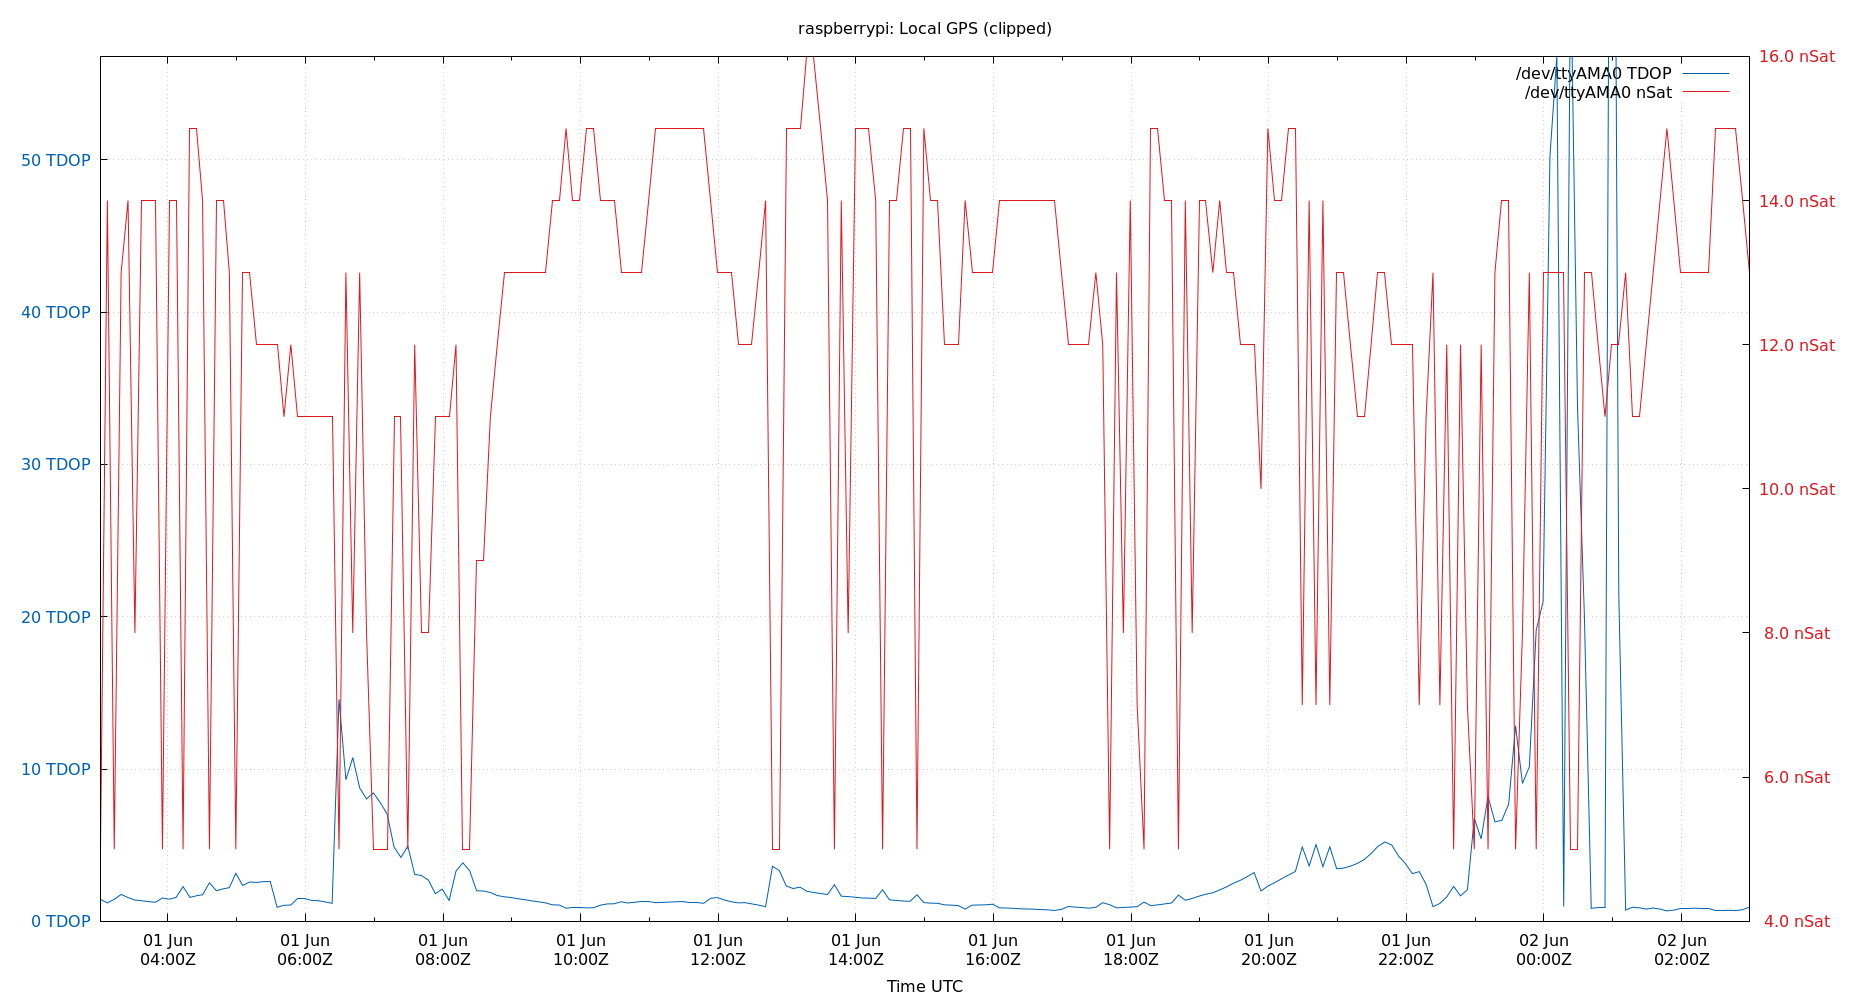 raspberrypi: Local GPS (clipped)
16.0 nSat
/dev/ttyAMA0 TDOP
/dev/ttyAMA0 nSat
50 TDOP
14.0 nSat
40 TDOP
12.0 nSat
30 TDOP
10.0 nSat
20 TDOP
8.0 nSat
10 TDOP
6.0 nSat
0 TDOP
4.0 nSat
01 Jun 01 Jun 01 Jun 01 Jun 01 Jun 01 Jun 01 Jun 01 Jun 01 Jun 01 Jun 02 Jun 02 Jun
04:00Z 06:00Z 08:00Z 10:00Z 12:00Z 14:00Z 16:00Z 18:00Z 20:00Z 22:00Z 00:00Z 02:00Z
Time UTC